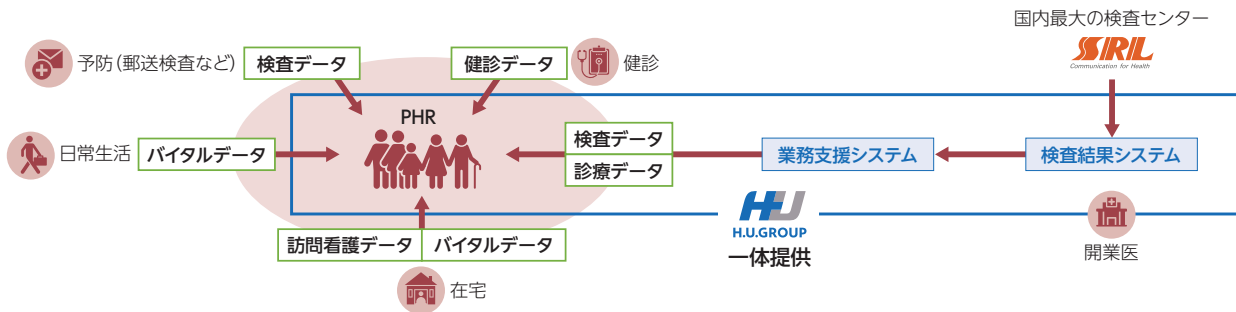 国内最大の検査センター
SRL
Communication for Health
予防(郵送検査など)
検査データ
健診データ
健診
PHR
日常生活
バイタルデータ
検査データ
診療データ
業務支援システム
検査結果システム
H.U.GROUP
一体提供
訪問看護データ
バイタルデータ
在宅
開業医